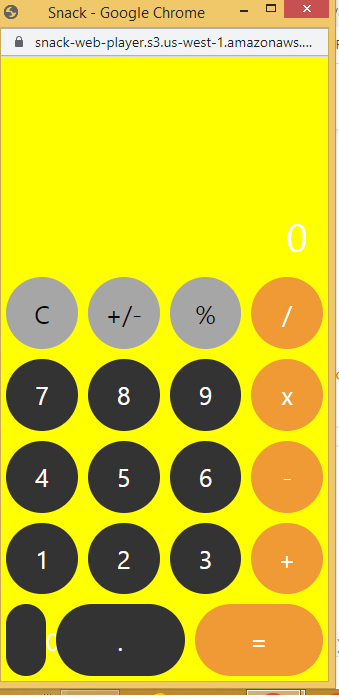 Snack - Google Chrome
snack-web-player.s3.us-west-1.amazonaws....
0
C +/- % /
7 8 9 x
4 5 6 -
1 2 3 +
0 . =